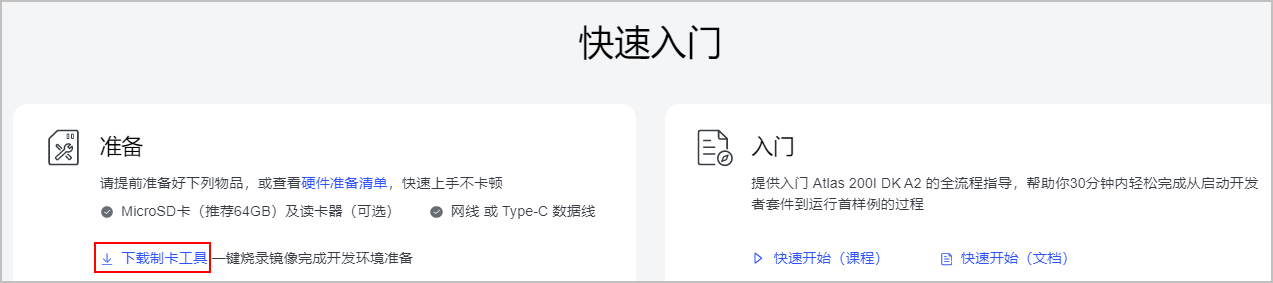 快速入门
准备
请提前准备好下列物品，或查看硬件准备清单，快速上手不卡顿
MicroSD卡（推荐64GB）及读卡器（可选）
网线 或 Type-C 数据线
下载制卡工具 一键烧录镜像完成开发环境准备
入门
提供入门 Atlas 200I DK A2 的全流程指导，帮助你30分钟内轻松完成从启动开发
者套件到运行首样例的过程
快速开始（课程）
快速开始（文档）